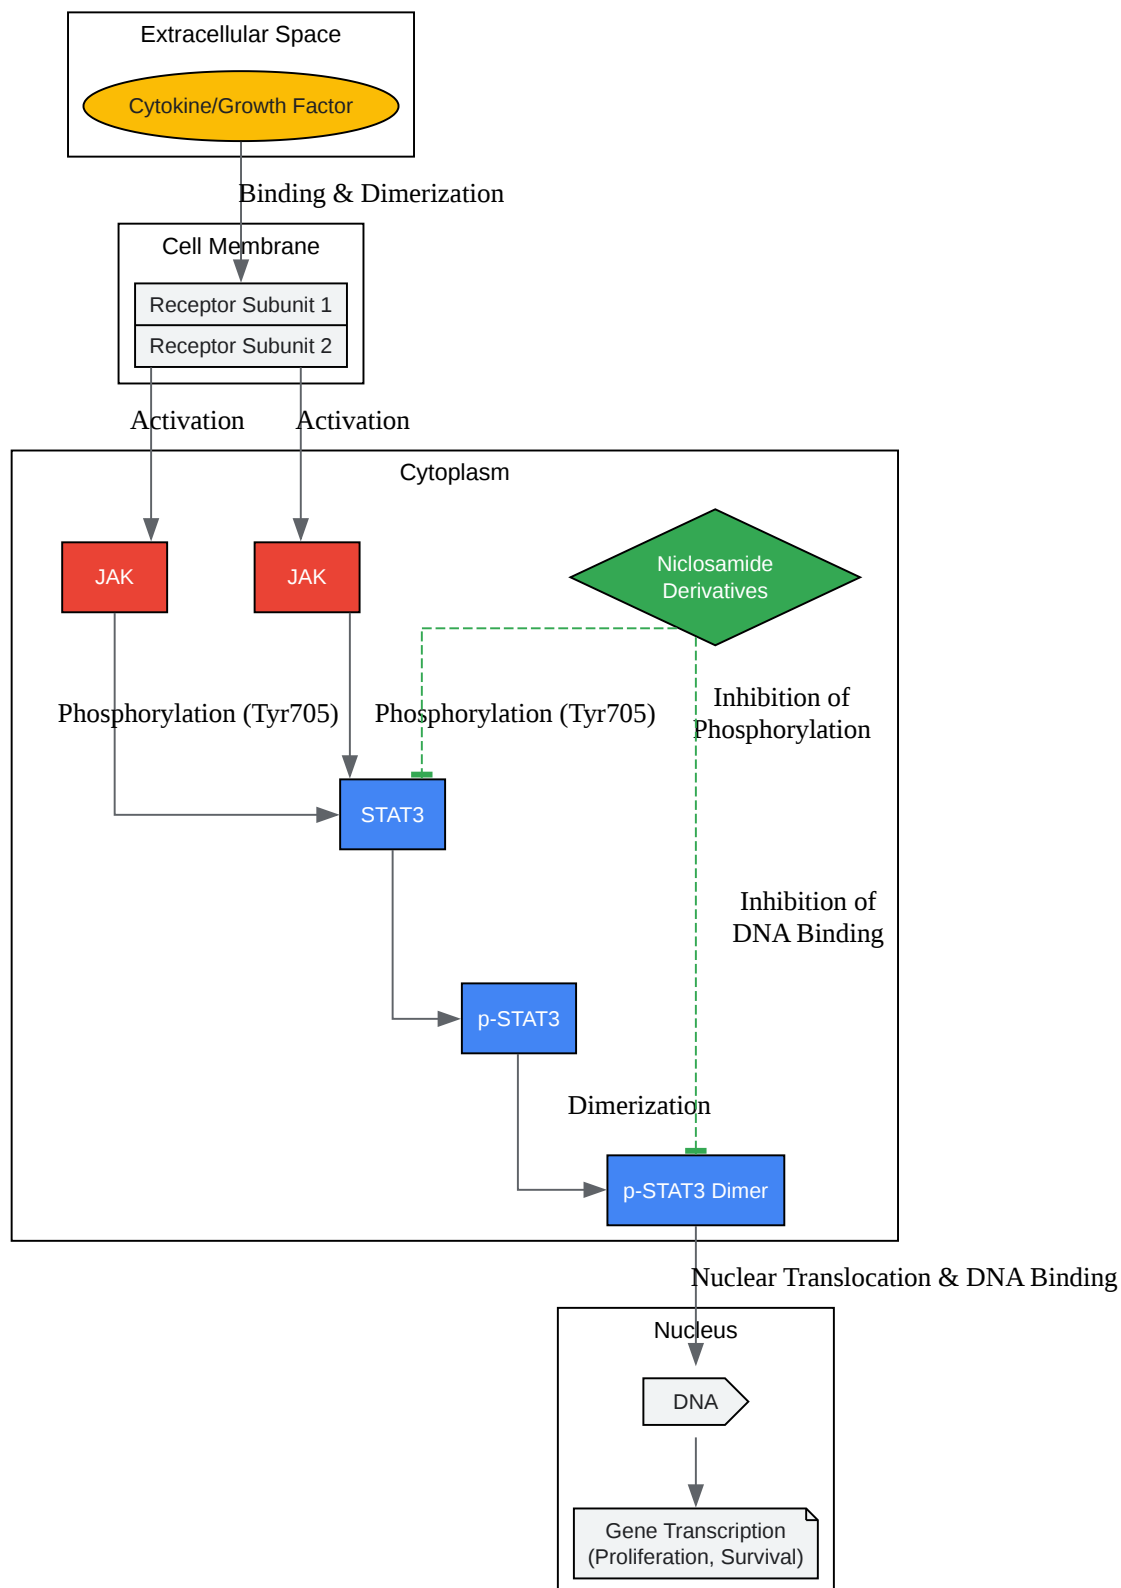 Extracellular Space
Cytokine/Growth Factor
Binding & Dimerization
Cell Membrane
Receptor Subunit 1
Receptor Subunit 2
Activation
Activation
Cytoplasm
JAK
JAK
Niclosamide
Derivatives
Phosphorylation (Tyr705)
Phosphorylation (Tyr705)
Inhibition of
Phosphorylation
STAT3
Inhibition of
DNA Binding
p-STAT3
Dimerization
p-STAT3 Dimer
Nuclear Translocation & DNA Binding
Nucleus
DNA
Gene Transcription
(Proliferation, Survival)